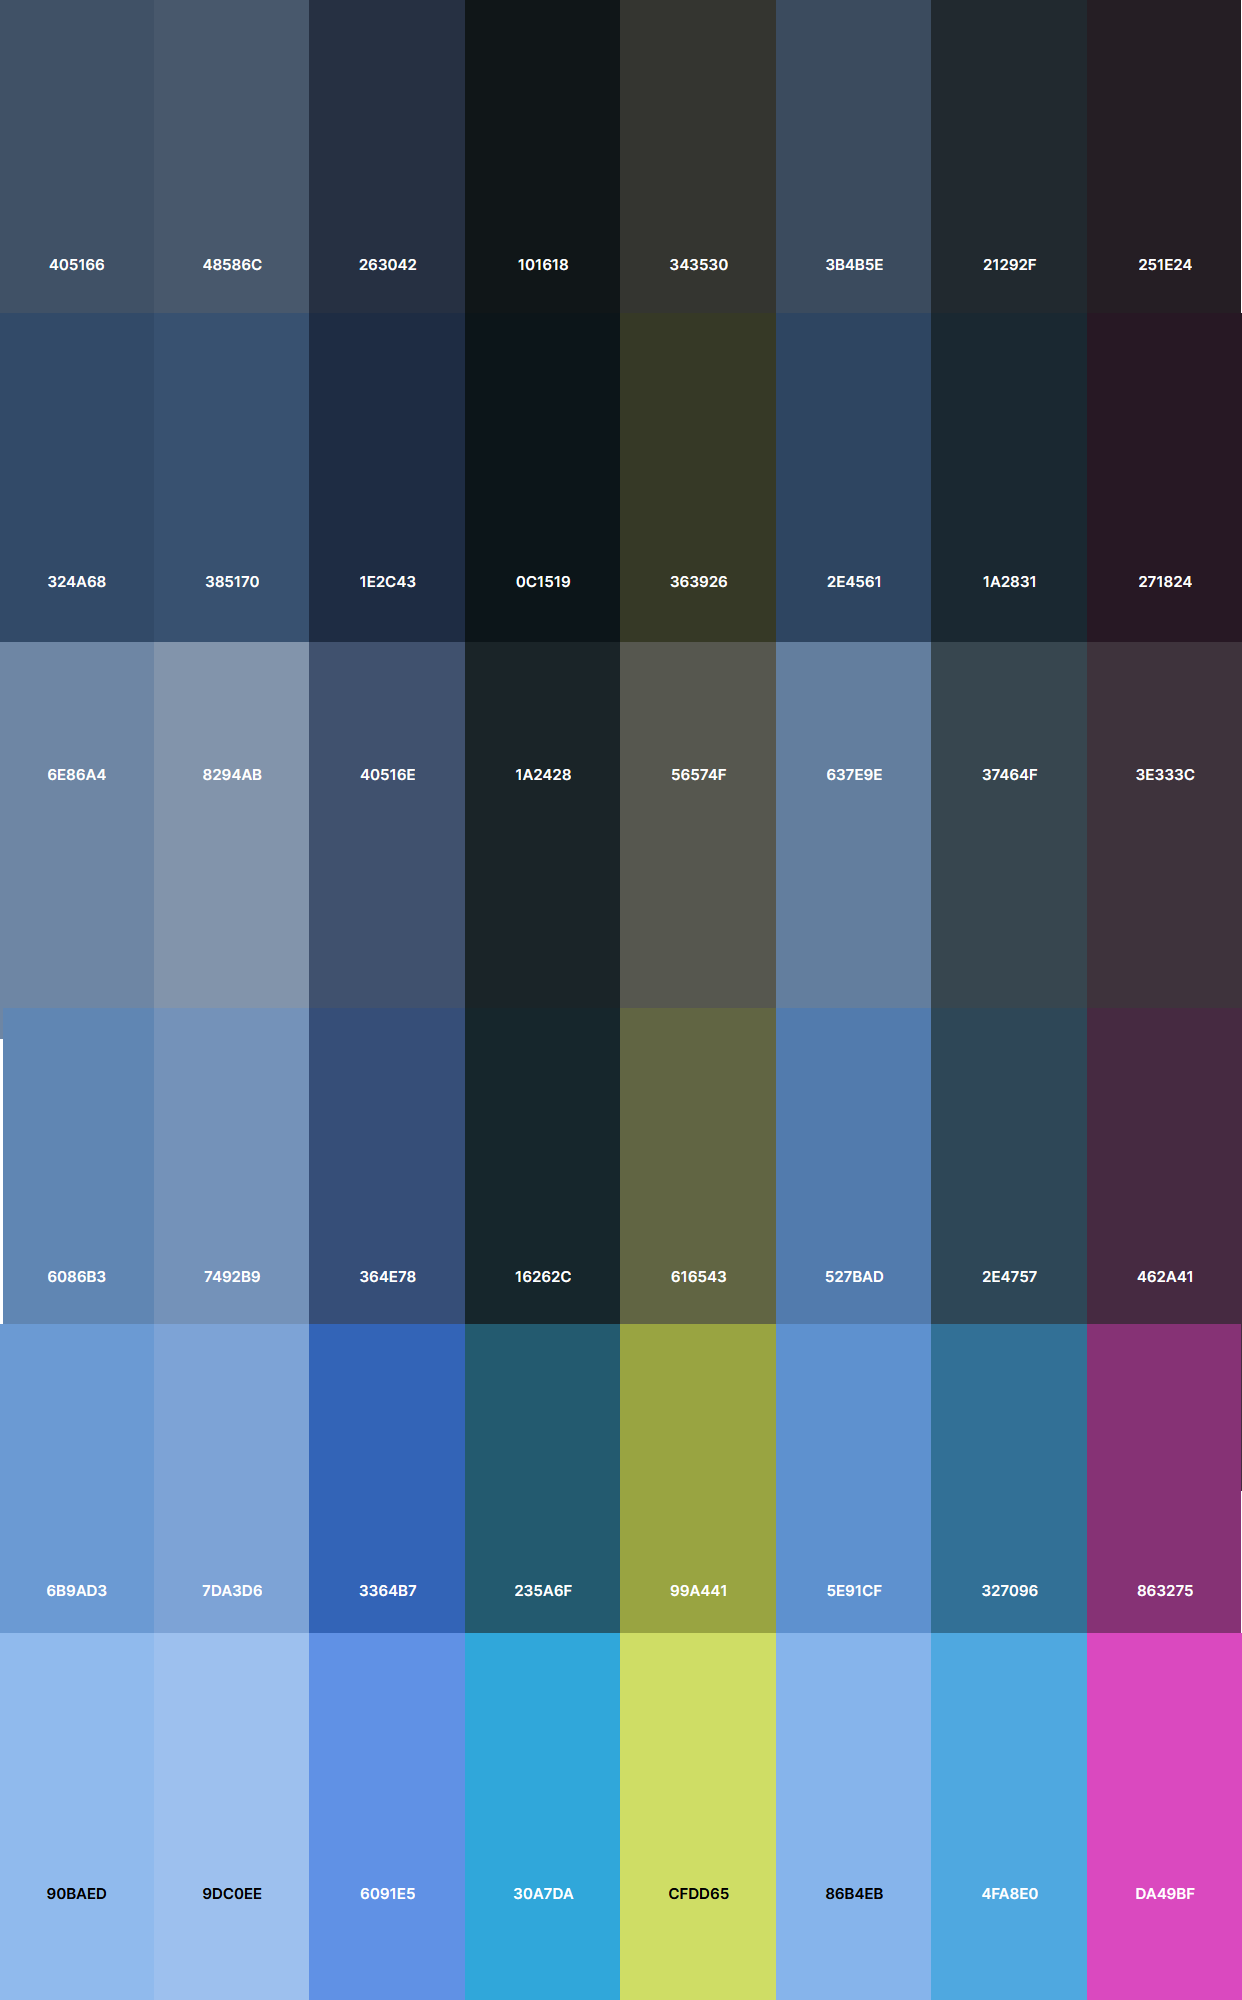 405166 48586C 263042 101618 343530 3B4B5E 21292F 251E24
324A68 385170 1E2C43 0C1519 363926 2E4561 1A2831 271824
6E86A4 8294AB 40516E 1A2428 56574F 637E9E 37464F 3E333C
6086B3 7492B9 364E78 16262C 616543 527BAD 2E4757 462A41
6B9AD3 7DA3D6 3364B7 235A6F 99A441 5E91CF 327096 863275
90BAED 9DC0EE 6091E5 30A7DA CFDD65 86B4EB 4FA8E0 DA49BF